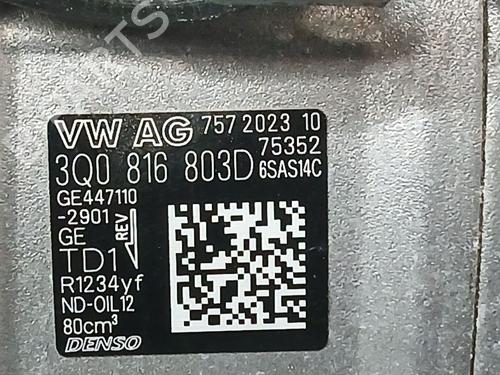 PARTS
VW AG 757 2023 10
75352
3Q0 816 803D 6SAS14C
GE447110
-2901
GE
REV
TD1
R1234yf
ND-OIL12
80cm³
DENSO